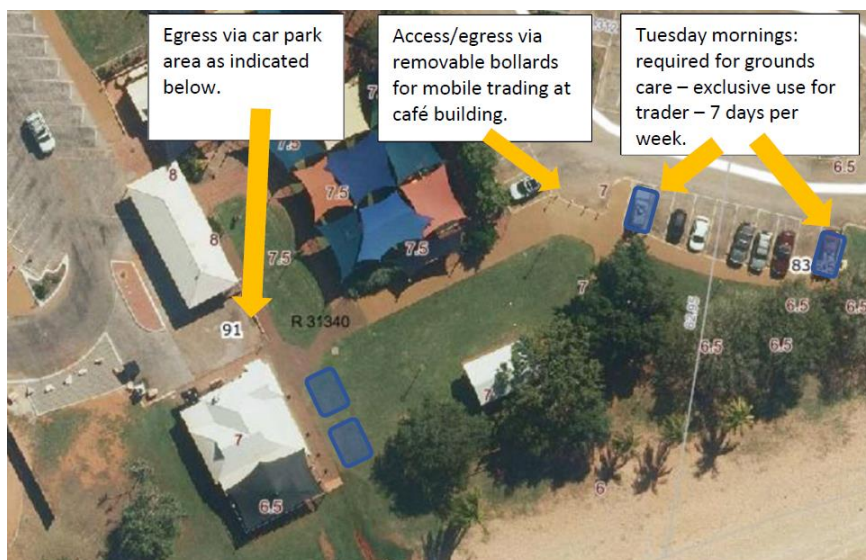 Egress via car park
area as indicated
below.
Access/egress via
removable bollards
for mobile trading at
café building.
Tuesday mornings:
required for grounds
care – exclusive use for
trader – 7 days per
week.
6.5
7
8
7.5
8
7.5
7.5
7.5
83
7
6.5
6.5
R 31340
91
62.95
6.5
6.5
7
7
6.5
6